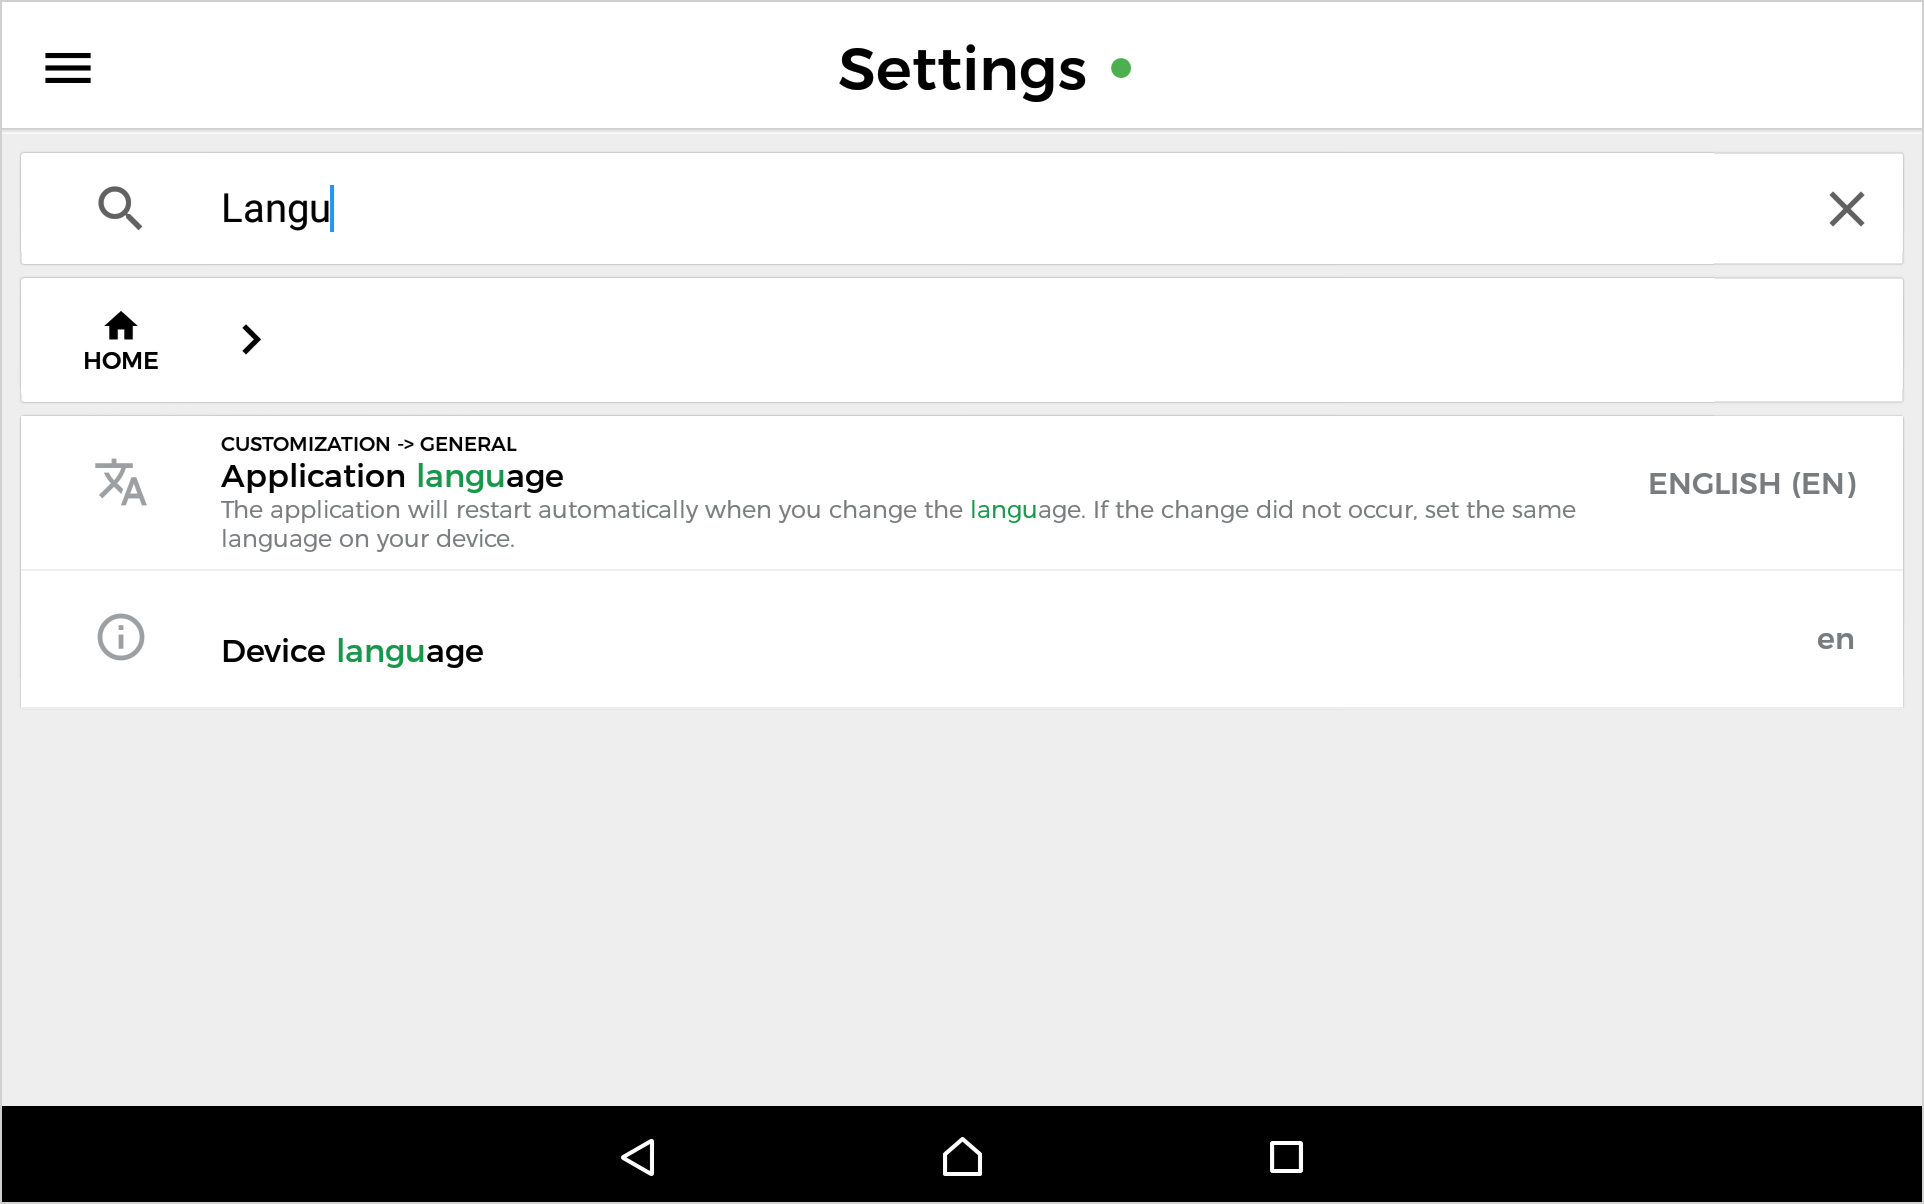 Settings
Langu
HOME
CUSTOMIZATION -> GENERAL
Application language
The application will restart automatically when you change the language. If the change did not occur, set the same
language on your device.
ENGLISH (EN)
Device language
en